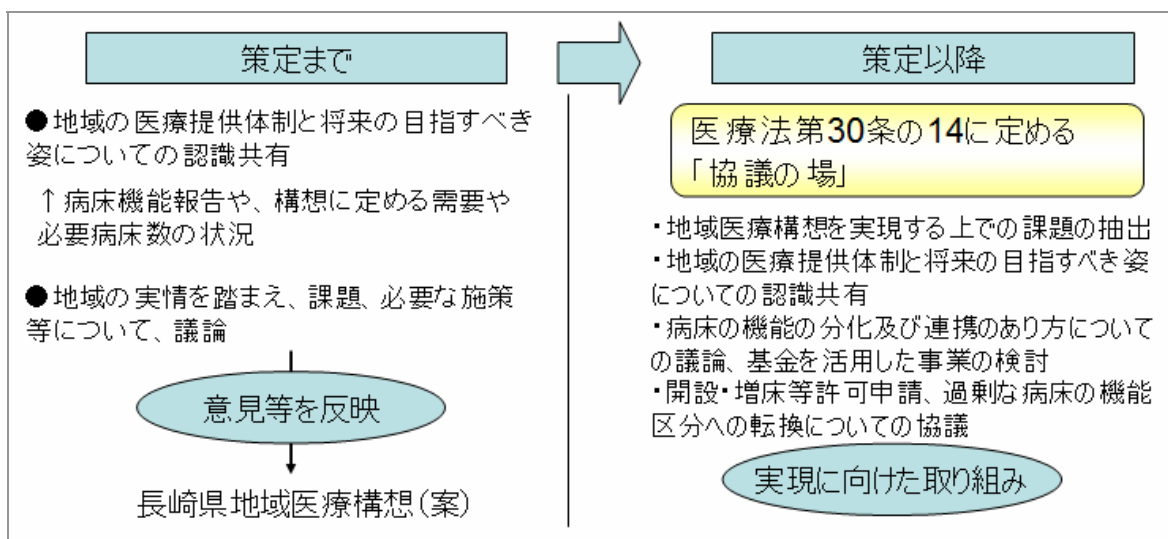 策定まで
●地域の医療提供体制と将来の目指すべき
姿についての認識共有
↑病床機能報告や、構想に定める需要や
必要病床数の状況
●地域の実情を踏まえ、課題、必要な施策
等について、議論
意見等を反映
長崎県地域医療構想(案)
策定以降
医療法第30条の14に定める
「協議の場」
・地域医療構想を実現する上での課題の抽出
・地域の医療提供体制と将来の目指すべき姿
についての認識共有
・病床の機能の分化及び連携のあり方について
の議論、基金を活用した事業の検討
・開設・増床等許可申請、過剰な病床の機能
区分への転換についての協議
実現に向けた取り組み